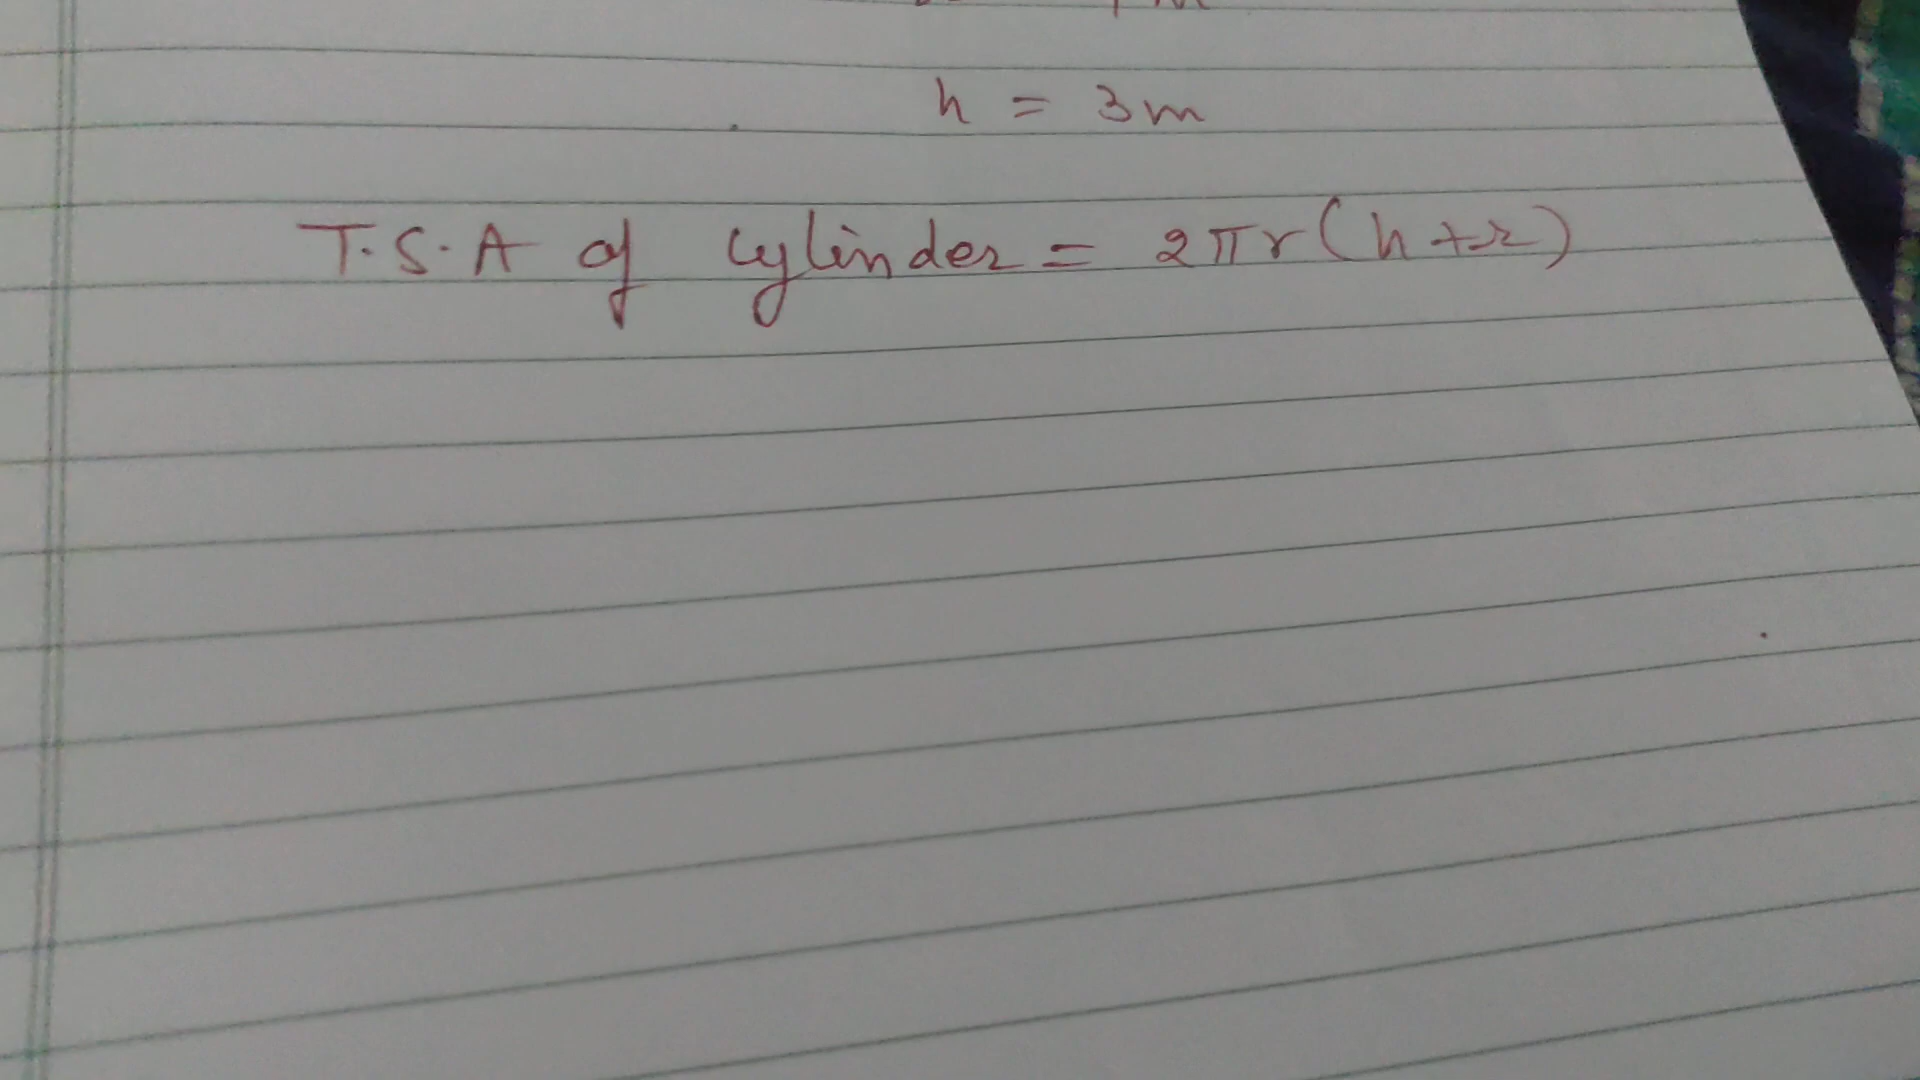 h = 3m
T.S.A of cylinder = 2πr(h+r)